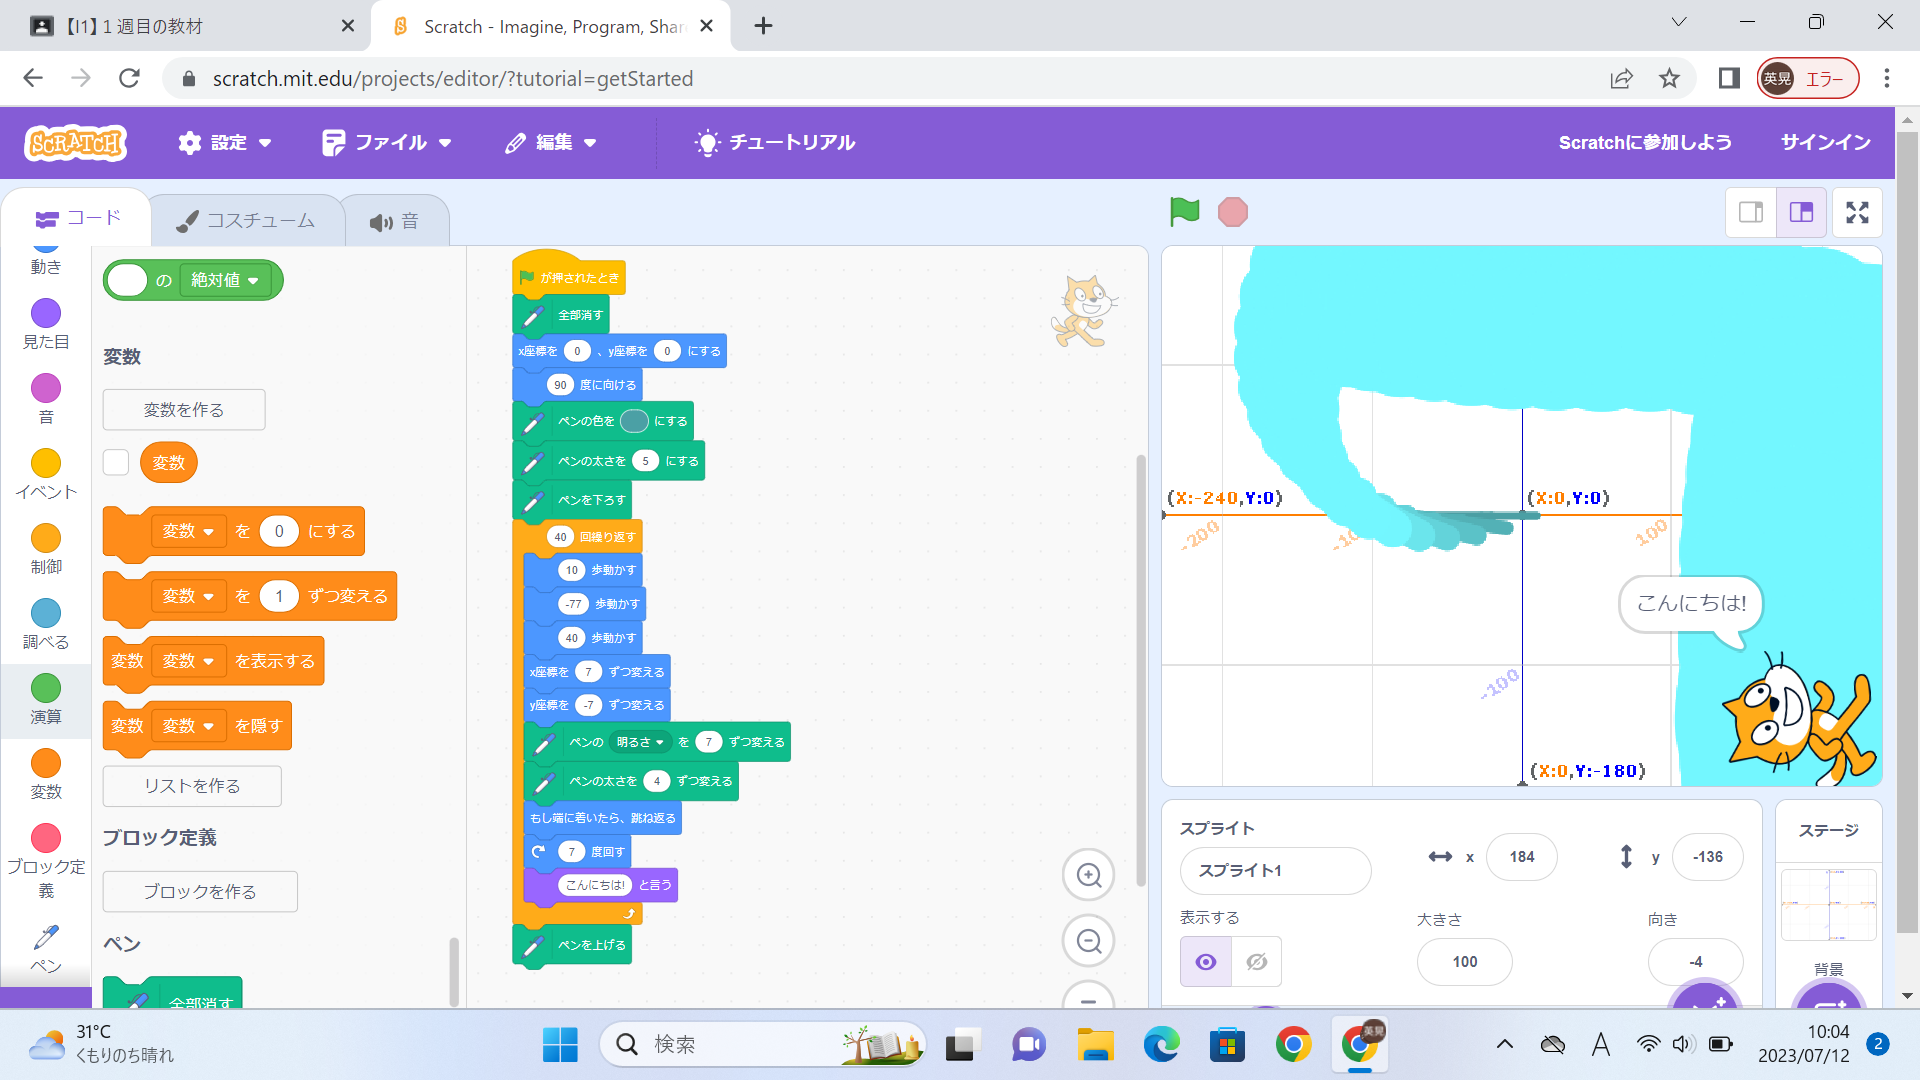 【I1】１週目の教材
Scratch - Imagine, Program, Shar
scratch.mit.edu/projects/editor/?tutorial=getStarted
英晃 エラー
SCRATCH 設定 ファイル 編集 チュートリアル Scratchに参加しよう サインイン
コード コスチューム 音
動き
見た目
音
イベント
制御
調べる
演算
変数
ブロック定義
ペン
の 絶対値
変数
変数を作る
変数
変数 を 0 にする
変数 を 1 ずつ変える
変数 変数 を表示する
変数 変数 を隠す
リストを作る
ブロック定義
ブロックを作る
ペン
全部消す
が押されたとき
全部消す
x座標を 0 、y座標を 0 にする
90 度に向ける
ペンの色を にする
ペンの太さを 5 にする
ペンを下ろす
40 回繰り返す
10 歩動かす
-77 歩動かす
40 歩動かす
x座標を 7 ずつ変える
y座標を -7 ずつ変える
ペンの 明るさ を 7 ずつ変える
ペンの太さを 4 ずつ変える
もし端に着いたら、跳ね返る
7 度回す
こんにちは! と言う
ペンを上げる
(X:-240,Y:0) (X:0,Y:0)
-200 -10 100
こんにちは!
-100
(X:0,Y:-180)
スプライト
スプライト1 x 184 y -136
表示する 大きさ 向き
100 -4
ステージ
背景
31°C
くもりのち晴れ
検索
英晃
A
10:04
2023/07/12
2